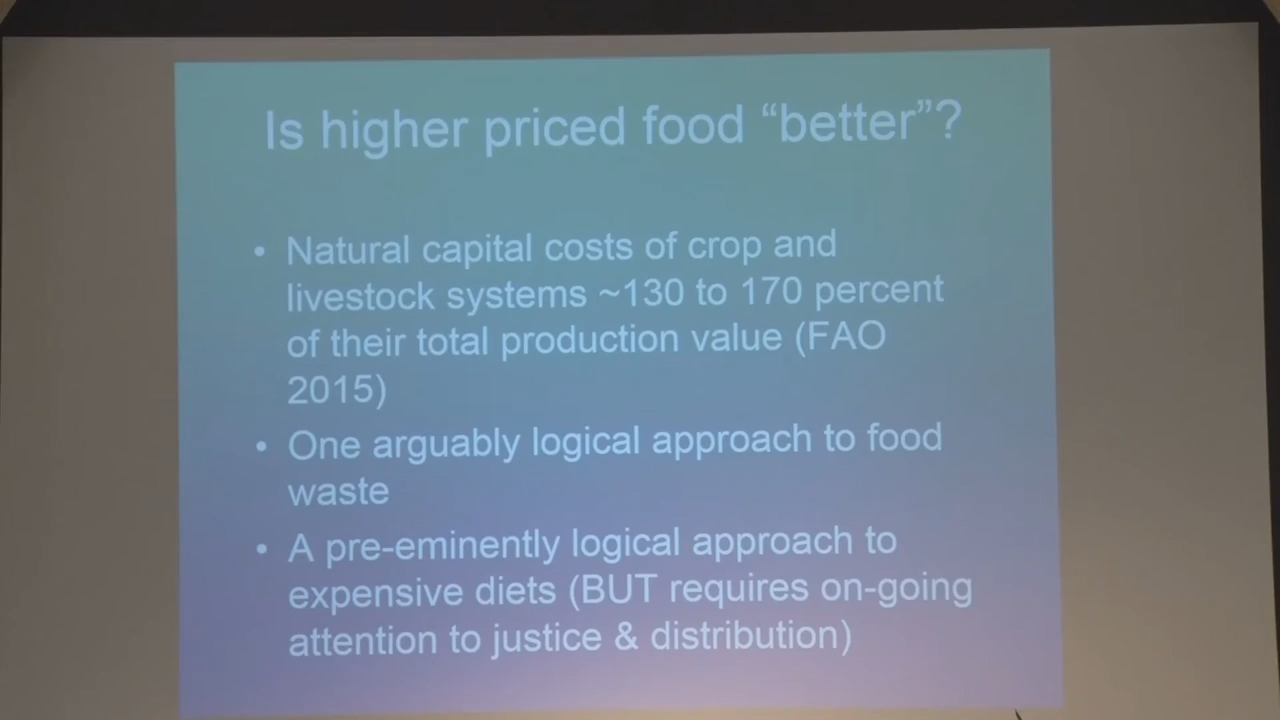 Is higher priced food “better”?
• Natural capital costs of crop and
livestock systems ~130 to 170 percent
of their total production value (FAO
2015)
• One arguably logical approach to food
waste
• A pre-eminently logical approach to
expensive diets (BUT requires on-going
attention to justice & distribution)